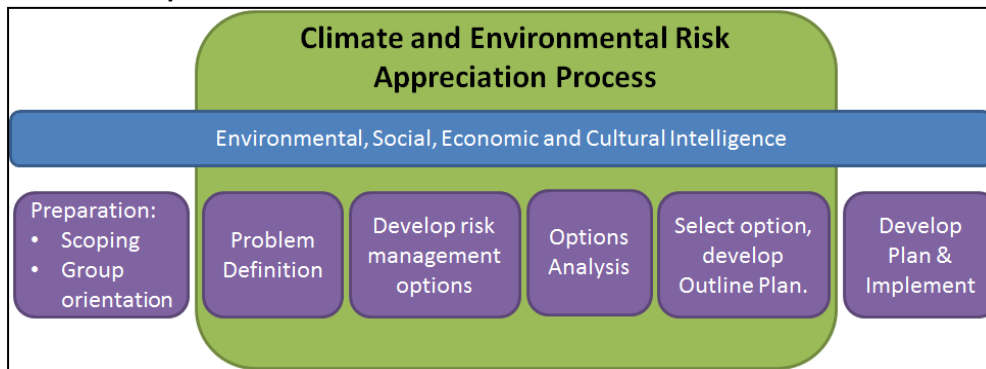 Climate and Environmental Risk
Appreciation Process
Environmental, Social, Economic and Cultural Intelligence
Preparation:
• Scoping
• Group
orientation
Problem
Definition
Develop risk
management
options
Options
Analysis
Select option,
develop
Outline Plan.
Develop
Plan &
Implement